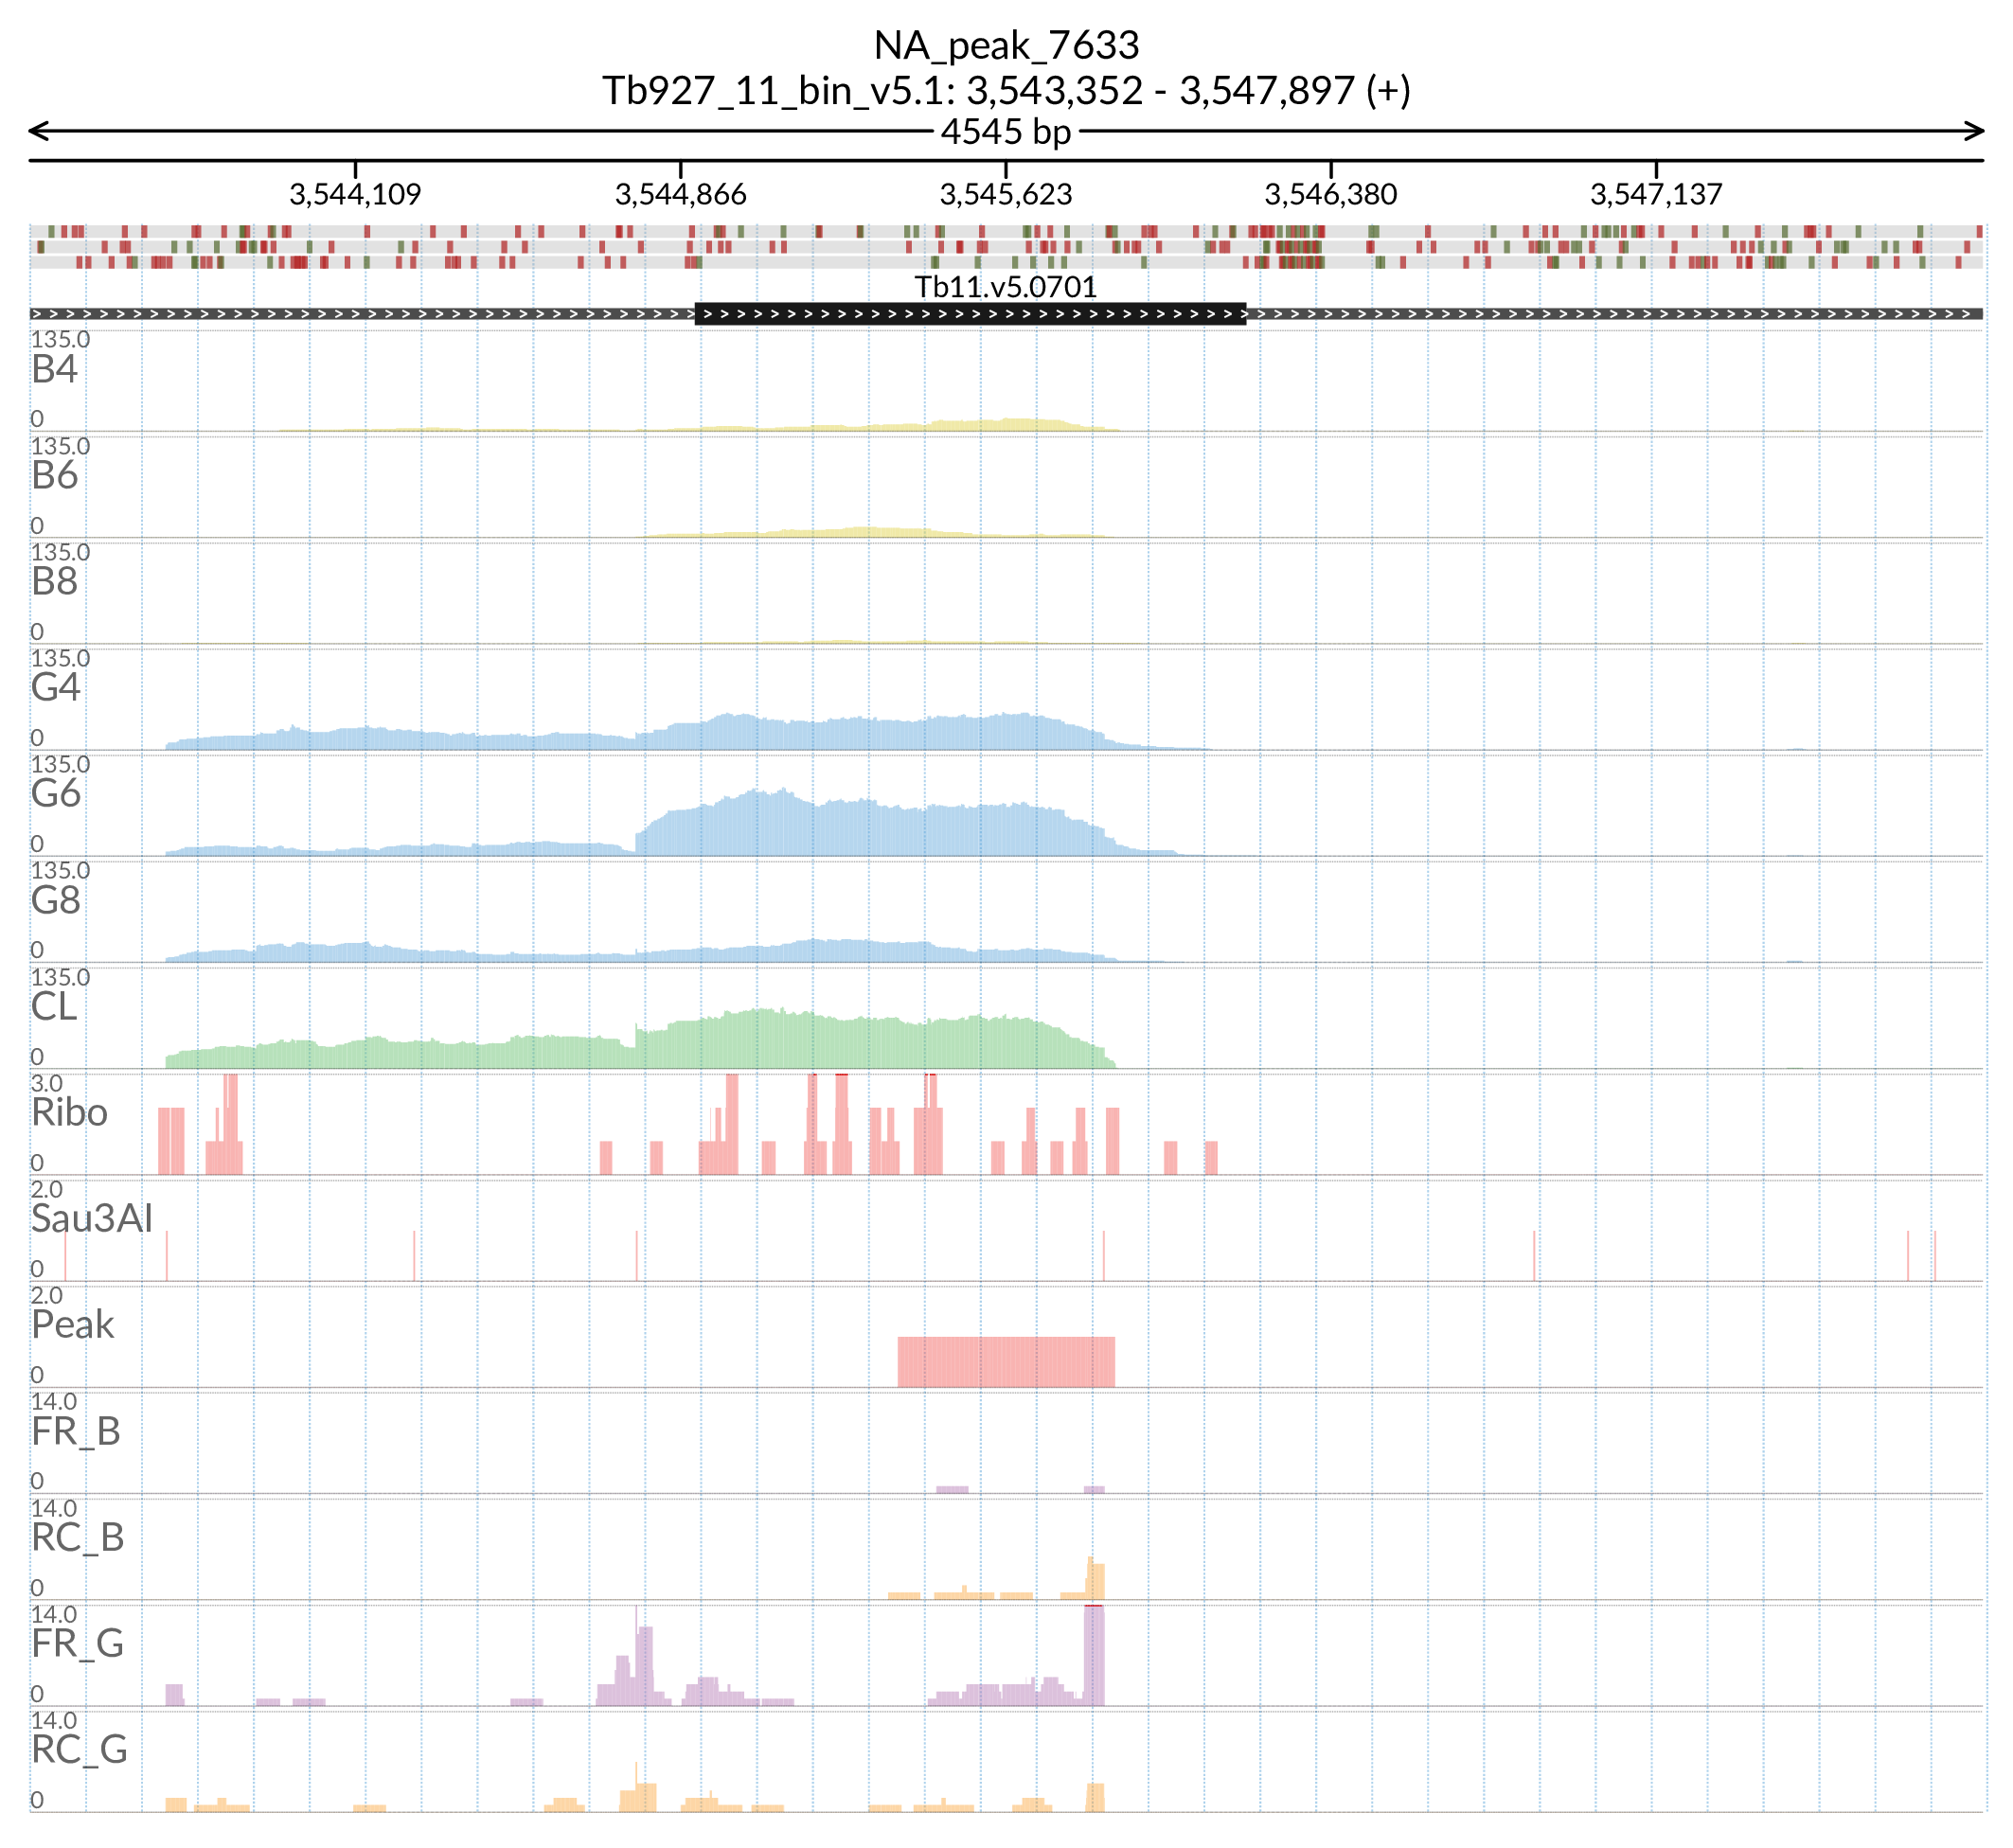 NA_peak_7633
Tb927_11_bin_v5.1: 3,543,352 - 3,547,897 (+)
4545 bp
3,544,109 3,544,866 3,545,623 3,546,380 3,547,137
Tb11.v5.0701
135.0
B4
0
135.0
B6
0
135.0
B8
0
135.0
G4
0
135.0
G6
0
135.0
G8
0
135.0
CL
0
3.0
Ribo
0
2.0
Sau3AI
0
2.0
Peak
0
14.0
FR_B
0
14.0
RC_B
0
14.0
FR_G
0
14.0
RC_G
0